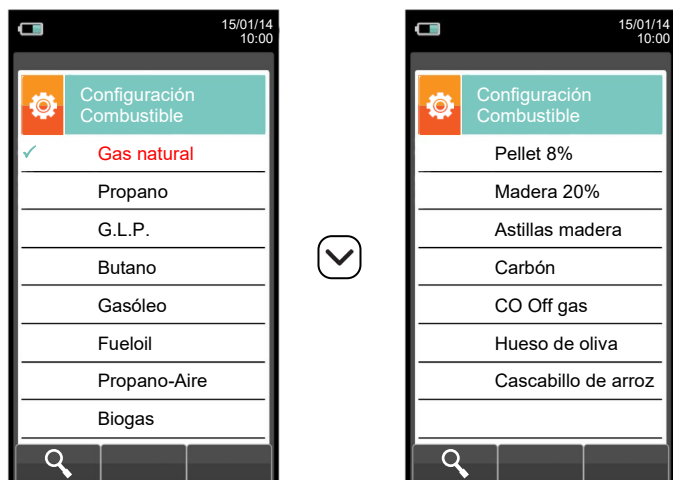 15/01/14
10:00
Configuración
Combustible
Gas natural
Propano
G.L.P.
Butano
Gasóleo
Fueloil
Propano-Aire
Biogas
15/01/14
10:00
Configuración
Combustible
Pellet 8%
Madera 20%
Astillas madera
Carbón
CO Off gas
Hueso de oliva
Cascabillo de arroz